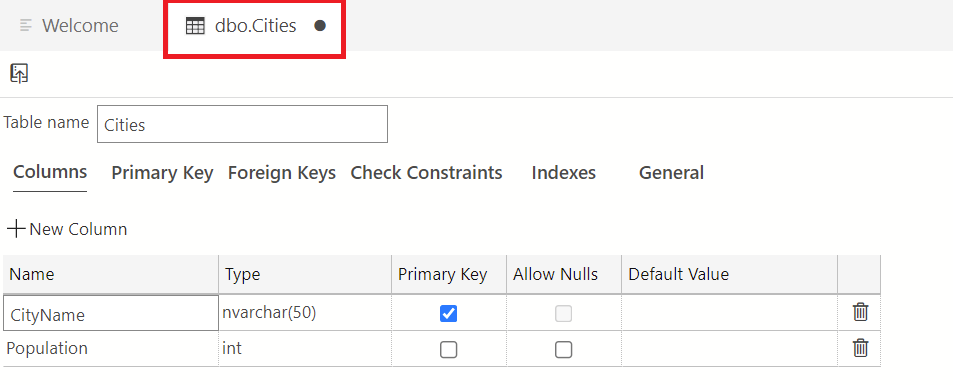 Welcome dbo.Cities
Table name Cities
Columns Primary Key Foreign Keys Check Constraints Indexes General
New Column
Name Type Primary Key Allow Nulls Default Value
CityName nvarchar(50)
Population int